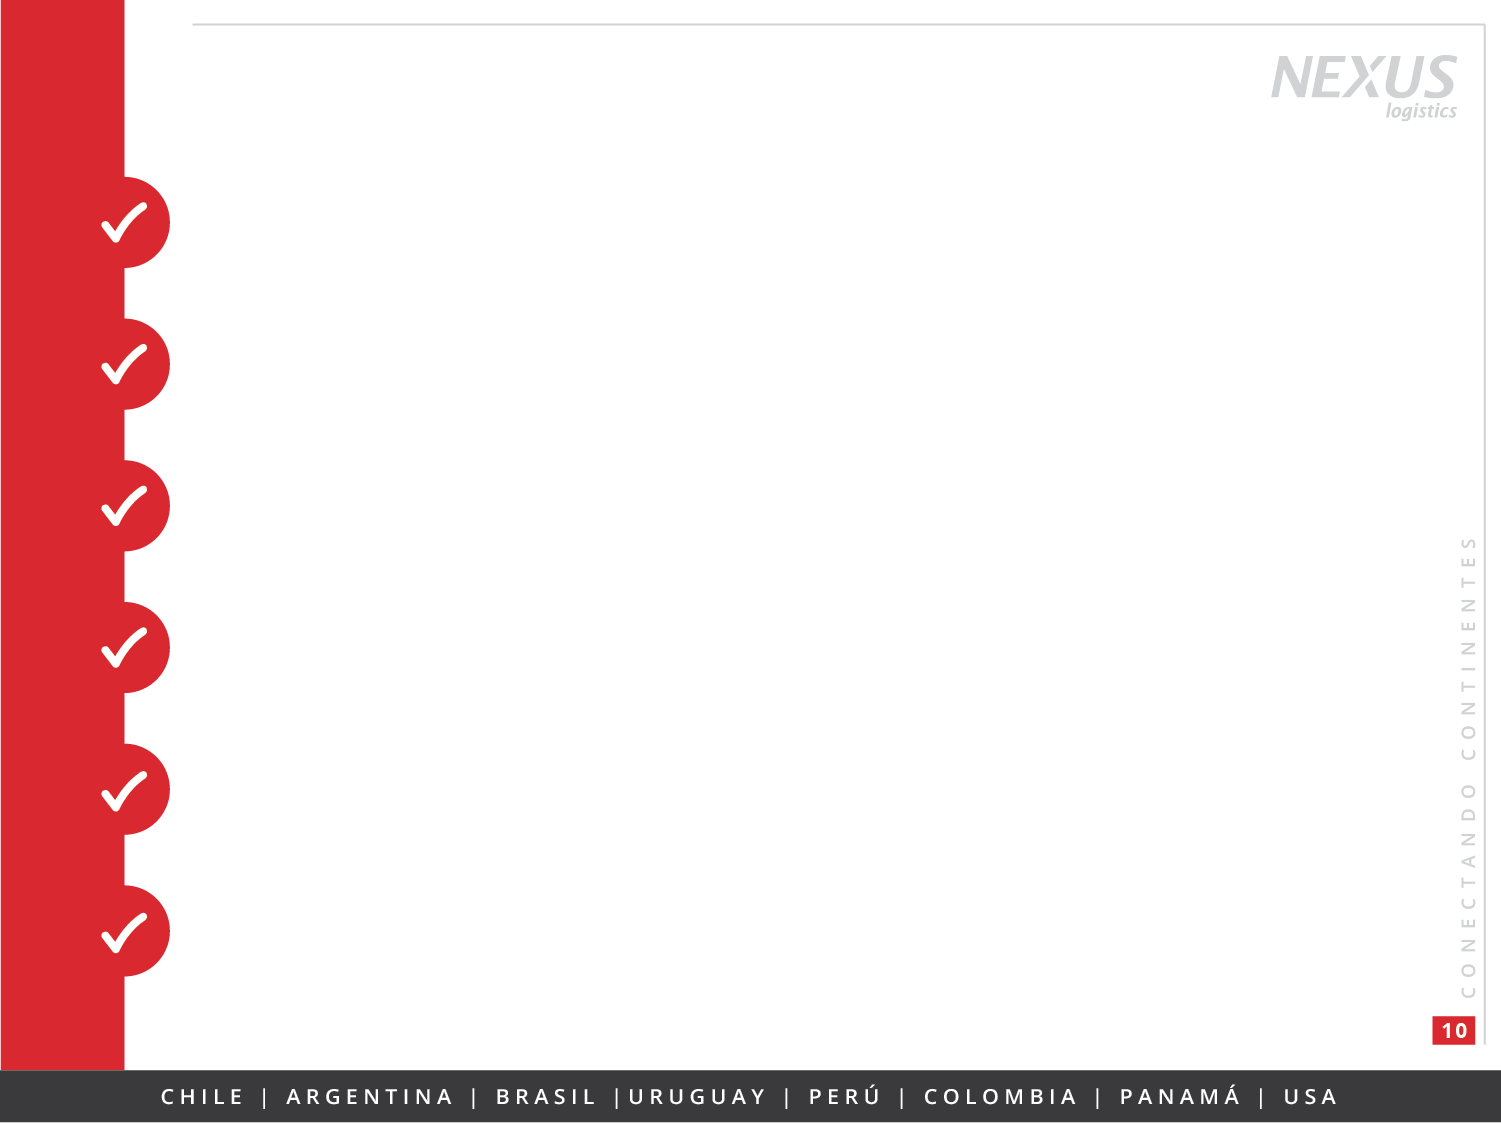 NEXUS
logistics
CONECTANDO CONTINENTES
10
CHILE | ARGENTINA | BRASIL |URUGUAY | PERÚ | COLOMBIA | PANAMÁ | USA